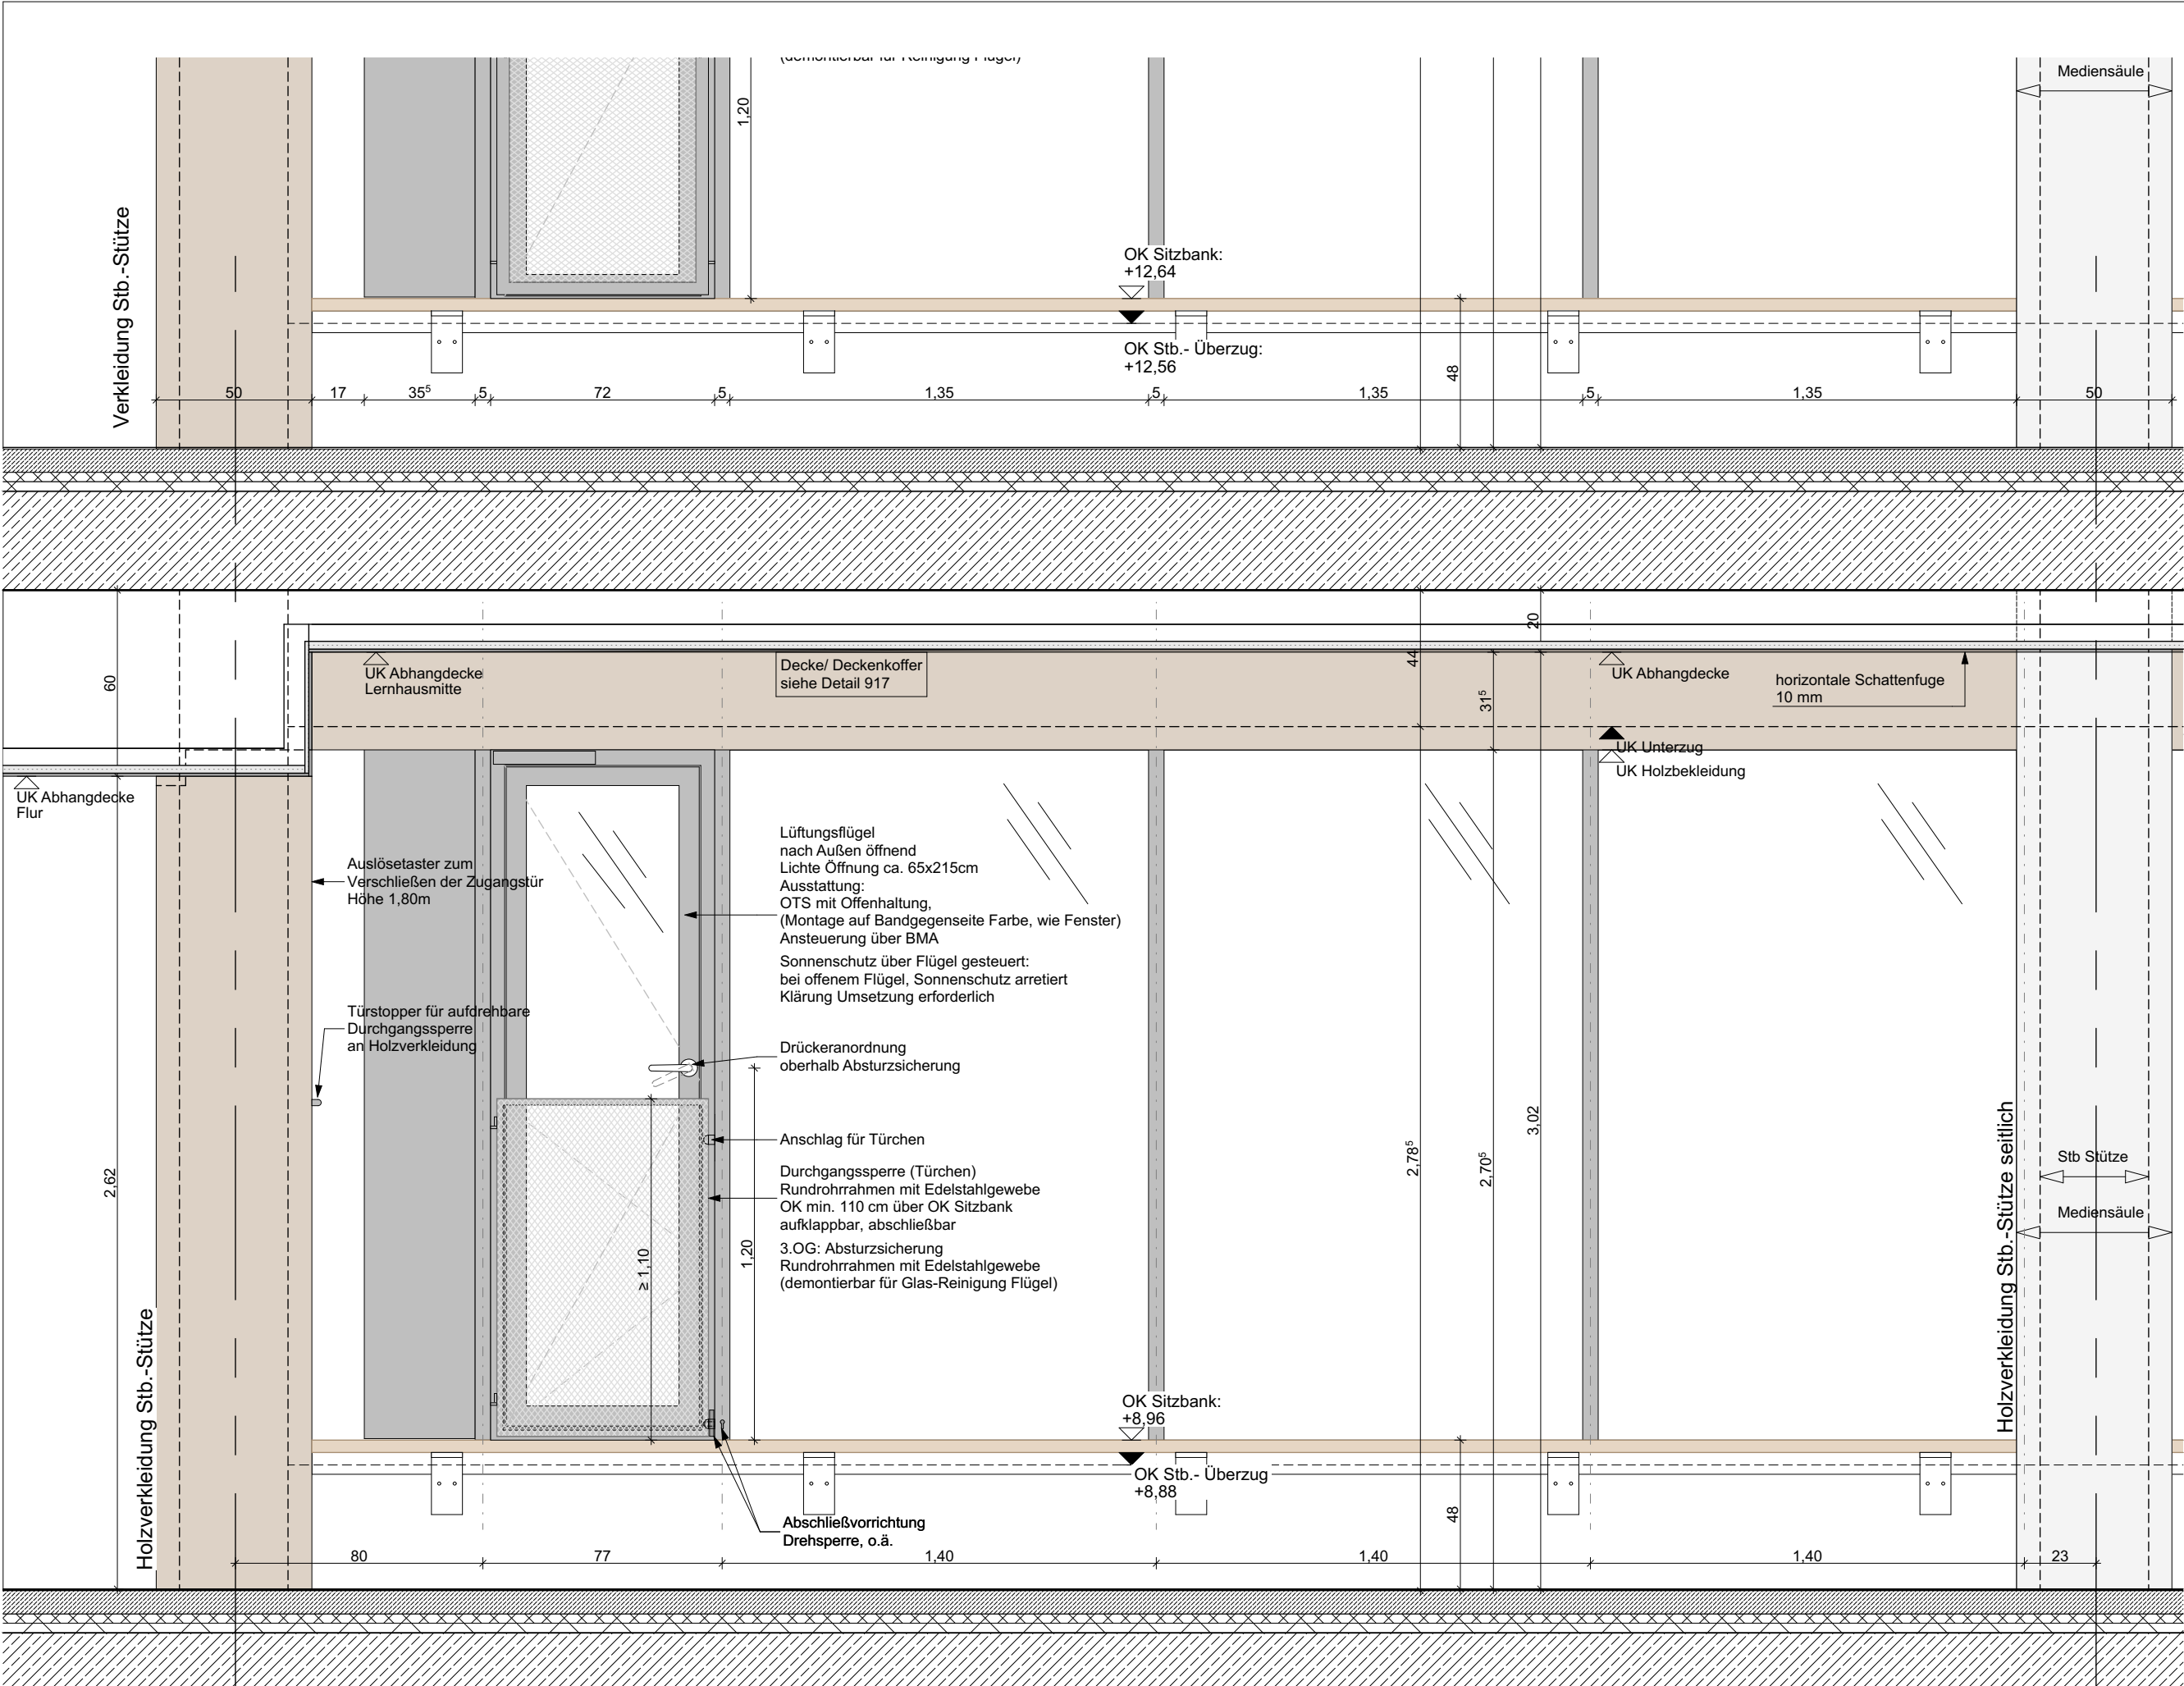 (demontierbar für Reinigung Flügel)
Mediensäule
1,20
Verkleidung Stb.-Stütze
OK Sitzbank:
+12,64
OK Stb.- Überzug:
+12,56
48
50
17
35⁵
5
72
5
1,35
5
1,35
5
1,35
50
60
20
44
31⁵
UK Abhangdecke
Lernhausmitte
Decke/ Deckenkoffer
siehe Detail 917
UK Abhangdecke
horizontale Schattenfuge
10 mm
UK Unterzug
UK Holzbekleidung
UK Abhangdecke
Flur
Auslösetaster zum
Verschließen der Zugangstür
Höhe 1,80m
Lüftungsflügel
nach Außen öffnend
Lichte Öffnung ca. 65x215cm
Ausstattung:
OTS mit Offenhaltung,
(Montage auf Bandgegenseite Farbe, wie Fenster)
Ansteuerung über BMA
Sonnenschutz über Flügel gesteuert:
bei offenem Flügel, Sonnenschutz arretiert
Klärung Umsetzung erforderlich
Türstopper für aufdrehbare
Durchgangssperre
an Holzverkleidung
Drückeranordnung
oberhalb Absturzsicherung
Anschlag für Türchen
Durchgangssperre (Türchen)
Rundrohrrahmen mit Edelstahlgewebe
OK min. 110 cm über OK Sitzbank
aufklappbar, abschließbar
3.OG: Absturzsicherung
Rundrohrrahmen mit Edelstahlgewebe
(demontierbar für Glas-Reinigung Flügel)
2,62
≥ 1,10
1,20
2,78⁵
2,70⁵
3,02
Stb Stütze
Mediensäule
Holzverkleidung Stb.-Stütze seitlich
Holzverkleidung Stb.-Stütze
OK Sitzbank:
+8,96
OK Stb.- Überzug
+8,88
48
Abschließvorrichtung
Drehsperre, o.ä.
80
77
1,40
1,40
1,40
23